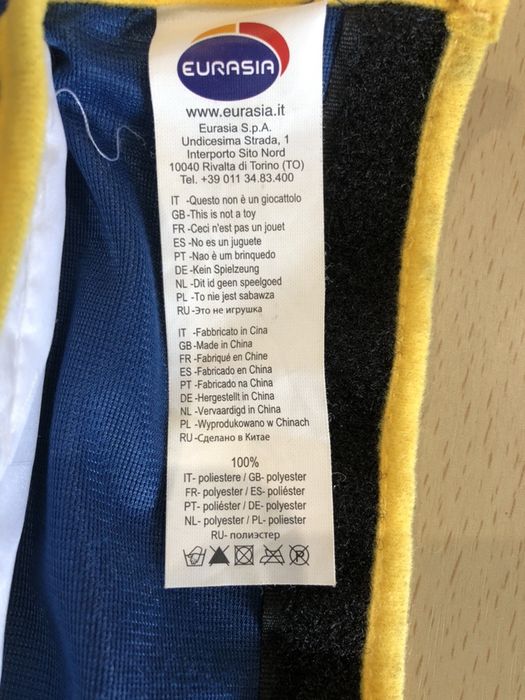 EURASIA
www.eurasia.it
Eurasia S.p.A.
Undicesima Strada, 1
Interporto Sito Nord
10040 Rivalta di Torino (TO)
Tel. +39 011 34.83.400
IT -Questo non è un giocattolo
GB-This is not a toy
FR -Ceci n'est pas un jouet
ES -No es un juguete
PT -Nao è um brinquedo
DE -Kein Spielzeung
NL -Dit id geen speelgoed
PL -To nie jest sabawza
RU -Это не игрушка
IT -Fabbricato in Cina
GB-Made in China
FR -Fabriqué en Chine
ES -Fabricado en China
PT -Fabricado na China
DE -Hergestellt in China
NL -Vervaardigd in China
PL -Wyprodukowano w Chinach
RU -Сделано в Китае
100%
IT- poliestere / GB- polyester
FR- polyester / ES- poliéster
PT- poliéster / DE- polyester
NL- polyester / PL- poliester
RU- полиэстер